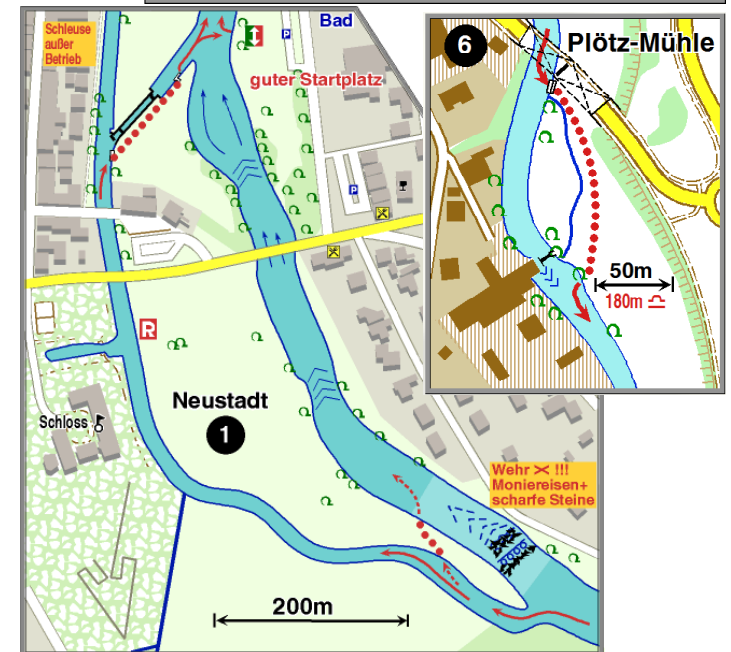 Schleuse
außer
Betrieb
Bad
P
guter Startplatz
P
R
Schloss
Neustadt
1
Wehr !!!
Moniereisen+
scharfe Steine
200m
6
Plötz-Mühle
50m
180m